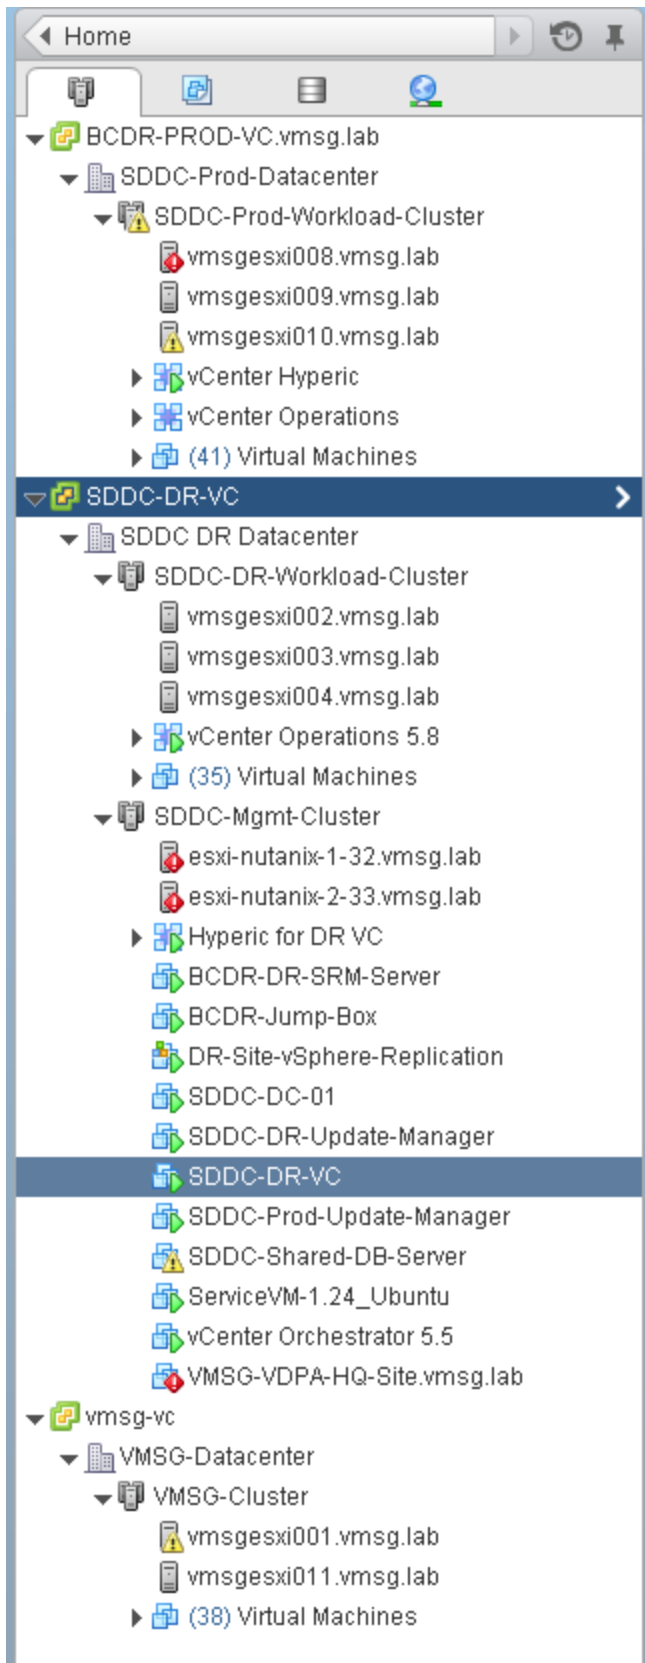 Home
BCDR-PROD-VC.vmsg.lab
SDDC-Prod-Datacenter
SDDC-Prod-Workload-Cluster
vmsgesxi008.vmsg.lab
vmsgesxi009.vmsg.lab
vmsgesxi010.vmsg.lab
vCenter Hyperic
vCenter Operations
(41) Virtual Machines
SDDC-DR-VC
SDDC DR Datacenter
SDDC-DR-Workload-Cluster
vmsgesxi002.vmsg.lab
vmsgesxi003.vmsg.lab
vmsgesxi004.vmsg.lab
vCenter Operations 5.8
(35) Virtual Machines
SDDC-Mgmt-Cluster
esxi-nutanix-1-32.vmsg.lab
esxi-nutanix-2-33.vmsg.lab
Hyperic for DR VC
BCDR-DR-SRM-Server
BCDR-Jump-Box
DR-Site-vSphere-Replication
SDDC-DC-01
SDDC-DR-Update-Manager
SDDC-DR-VC
SDDC-Prod-Update-Manager
SDDC-Shared-DB-Server
ServiceVM-1.24_Ubuntu
vCenter Orchestrator 5.5
VMSG-VDPA-HQ-Site.vmsg.lab
vmsg-vc
VMSG-Datacenter
VMSG-Cluster
vmsgesxi001.vmsg.lab
vmsgesxi011.vmsg.lab
(38) Virtual Machines